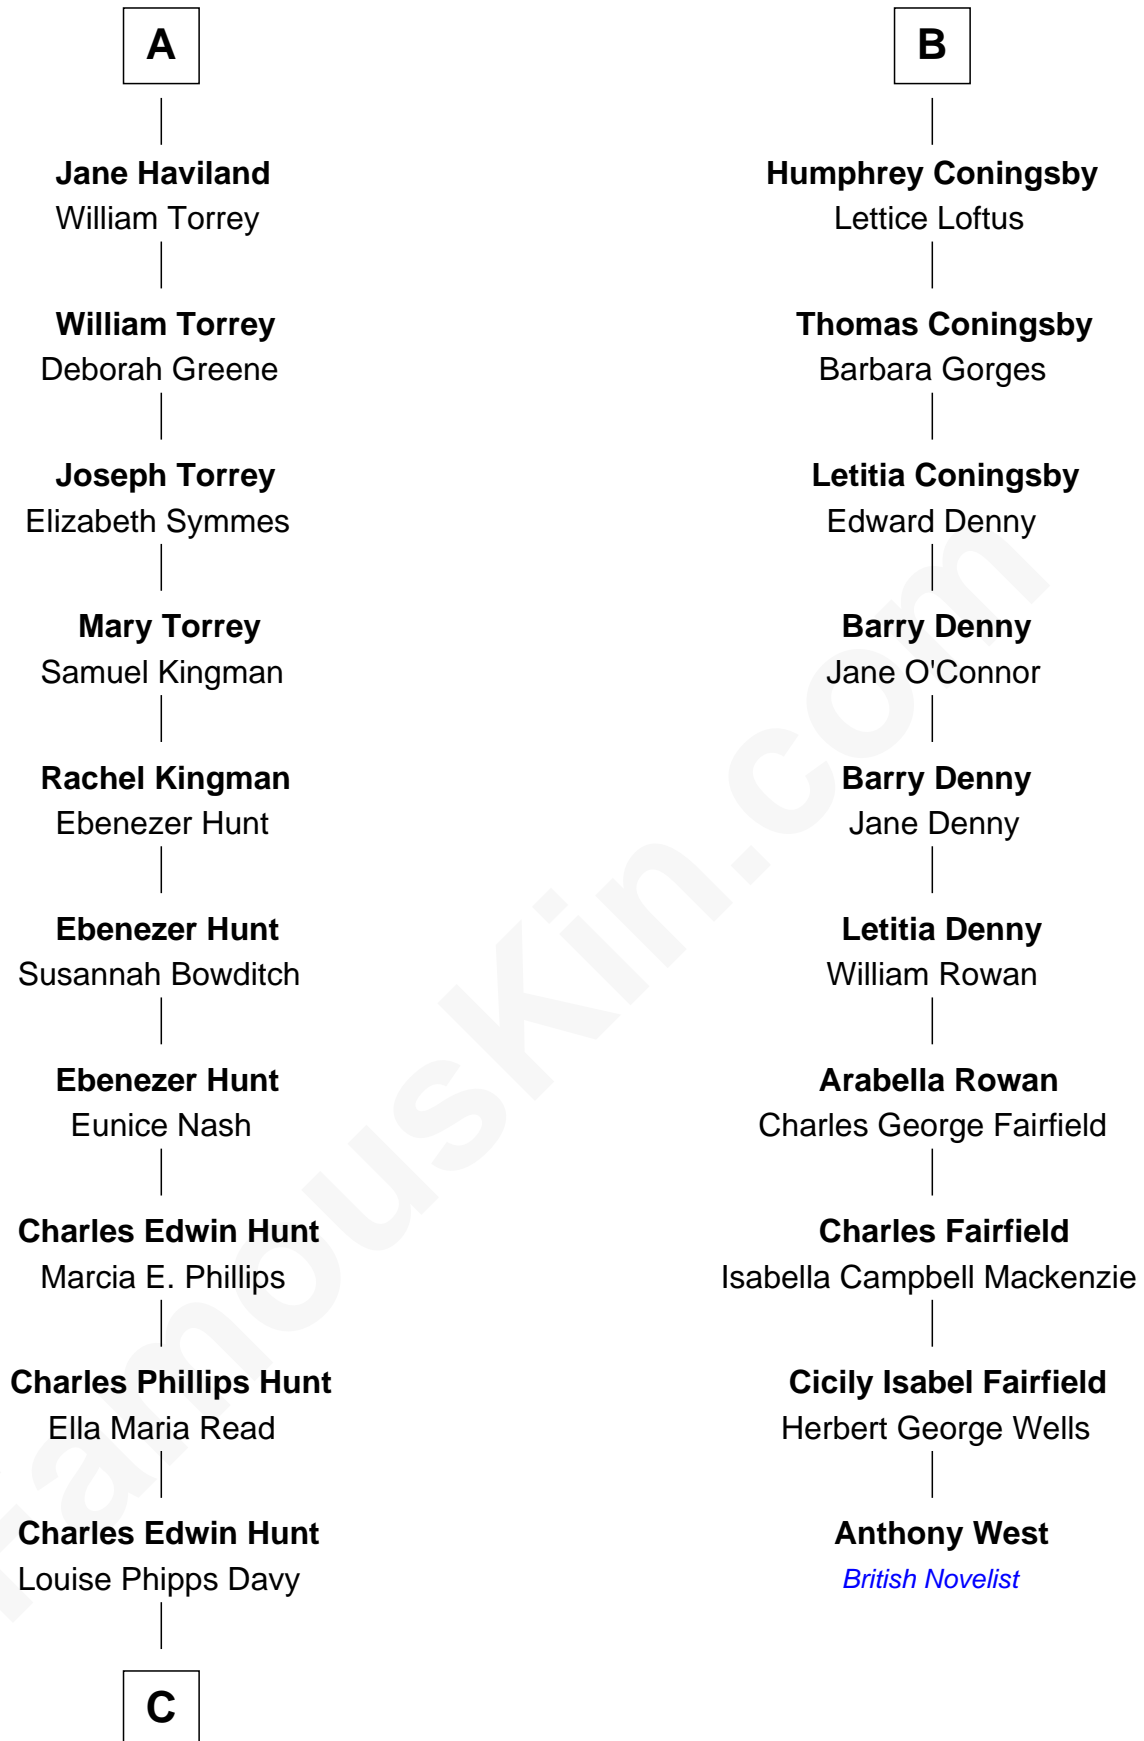 A
Jane Haviland
William Torrey
William Torrey
Deborah Greene
Joseph Torrey
Elizabeth Symmes
Mary Torrey
Samuel Kingman
Rachel Kingman
Ebenezer Hunt
Ebenezer Hunt
Susannah Bowditch
Ebenezer Hunt
Eunice Nash
Charles Edwin Hunt
Marcia E. Phillips
Charles Phillips Hunt
Ella Maria Read
Charles Edwin Hunt
Louise Phipps Davy
C
B
Humphrey Coningsby
Lettice Loftus
Thomas Coningsby
Barbara Gorges
Letitia Coningsby
Edward Denny
Barry Denny
Jane O'Connor
Barry Denny
Jane Denny
Letitia Denny
William Rowan
Arabella Rowan
Charles George Fairfield
Charles Fairfield
Isabella Campbell Mackenzie
Cicily Isabel Fairfield
Herbert George Wells
Anthony West
British Novelist
FamousKin.com